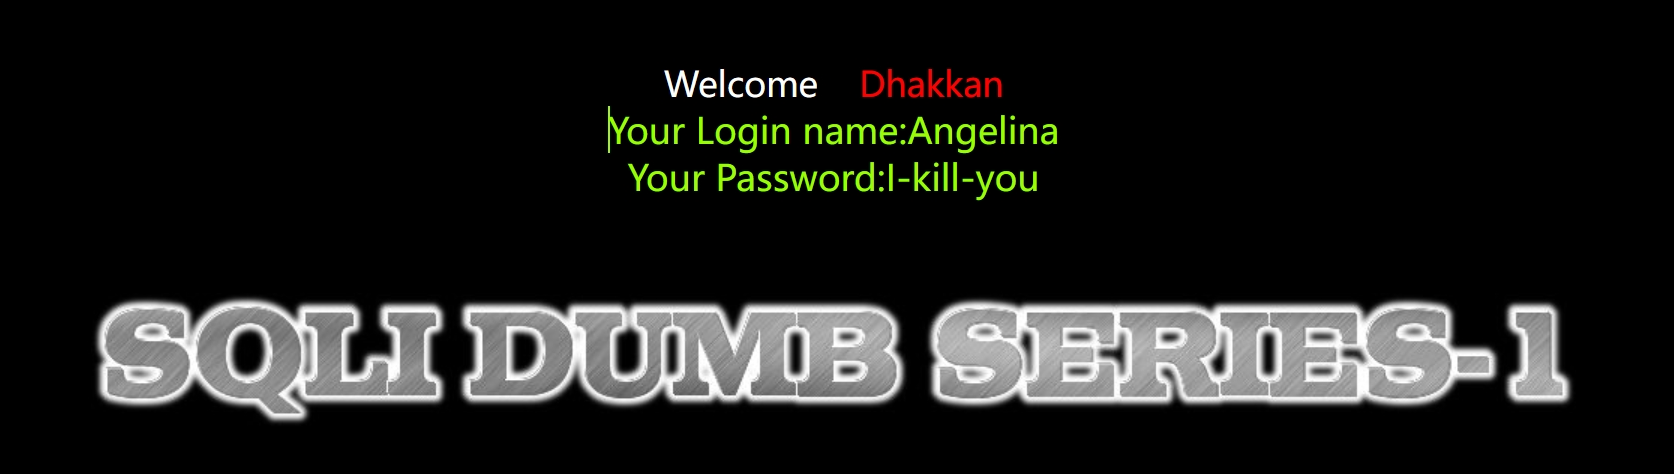 Welcome    Dhakkan
Your Login name:Angelina
Your Password:I-kill-you
SQLI DUMB SERIES-1